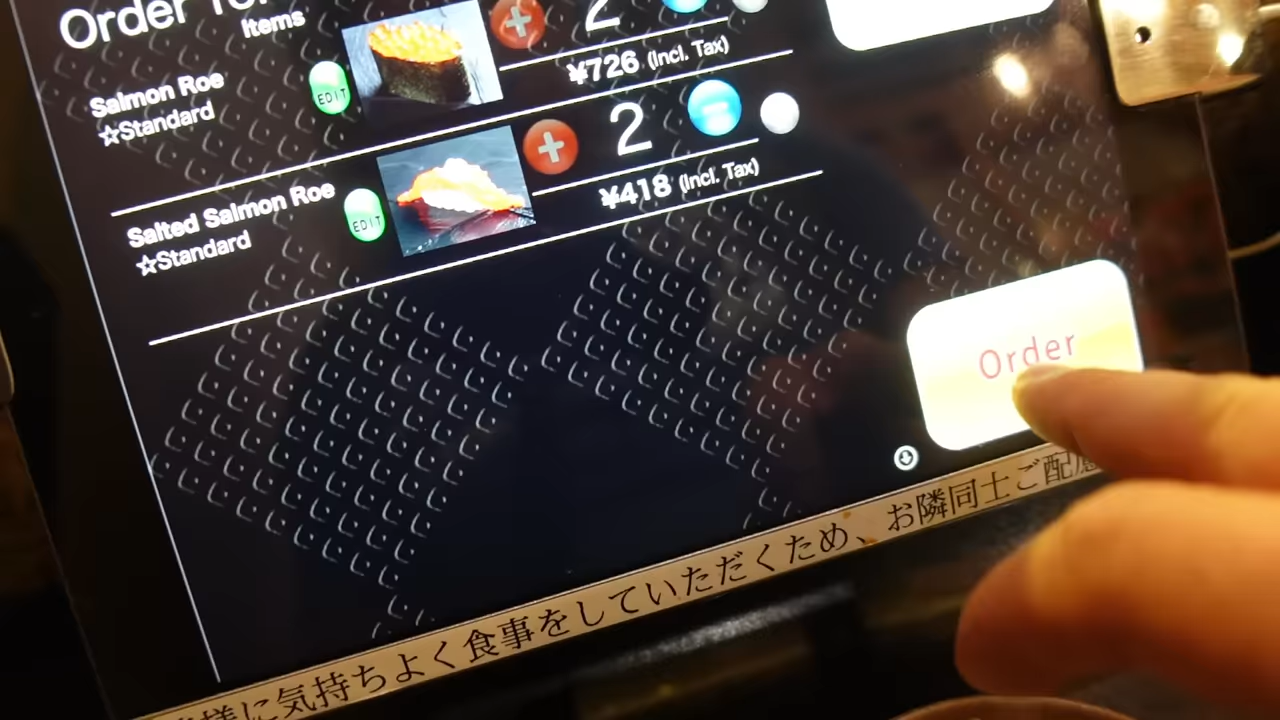 Order
Items
2
¥726 (Incl. Tax)
Salmon Roe
☆Standard
EDIT
2
¥418 (Incl. Tax)
Salted Salmon Roe
☆Standard
EDIT
Order
様に気持ちよく食事をしていただくため、お隣同士ご配慮